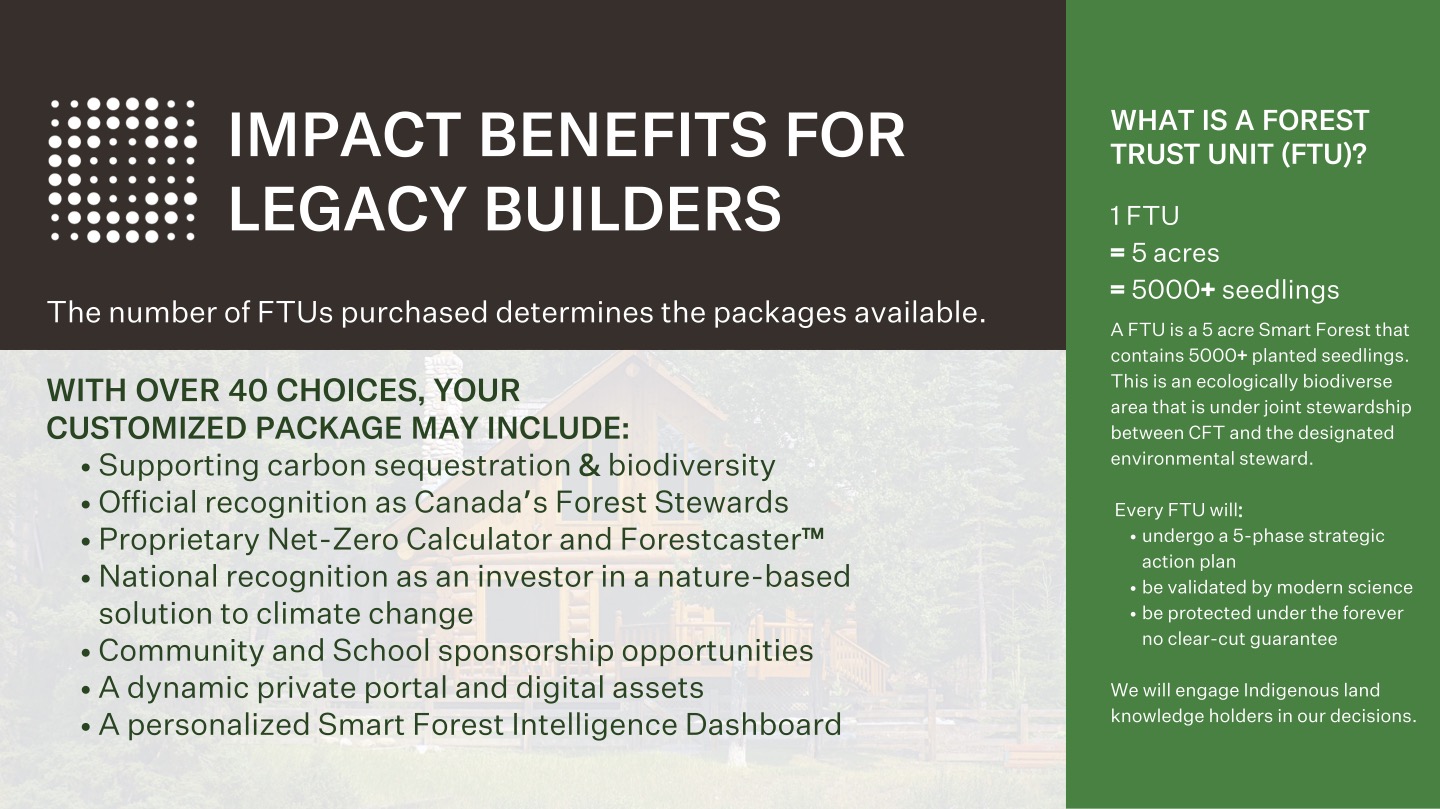 IMPACT BENEFITS FOR
LEGACY BUILDERS
The number of FTUs purchased determines the packages available.
WITH OVER 40 CHOICES, YOUR
CUSTOMIZED PACKAGE MAY INCLUDE:
• Supporting carbon sequestration & biodiversity
• Official recognition as Canada's Forest Stewards
• Proprietary Net-Zero Calculator and Forestcaster™
• National recognition as an investor in a nature-based
solution to climate change
• Community and School sponsorship opportunities
• A dynamic private portal and digital assets
• A personalized Smart Forest Intelligence Dashboard
WHAT IS A FOREST
TRUST UNIT (FTU)?
1 FTU
= 5 acres
= 5000+ seedlings
A FTU is a 5 acre Smart Forest that
contains 5000+ planted seedlings.
This is an ecologically biodiverse
area that is under joint stewardship
between CFT and the designated
environmental steward.
Every FTU will:
• undergo a 5-phase strategic
action plan
• be validated by modern science
• be protected under the forever
no clear-cut guarantee
We will engage Indigenous land
knowledge holders in our decisions.